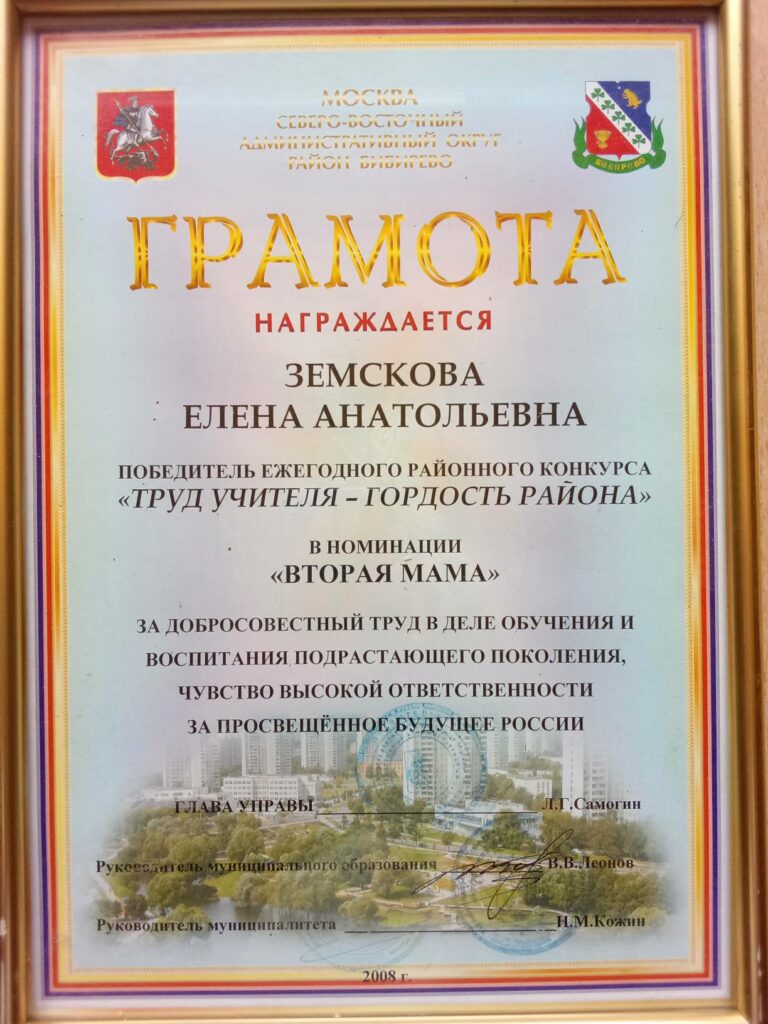 МОСКВА
СЕВЕРО-ВОСТОЧНЫЙ
АДМИНИСТРАТИВНЫЙ ОКРУГ
РАЙОН БИБИРЕВО
БИБИРЕВО
ГРАМОТА
НАГРАЖДАЕТСЯ
ЗЕМСКОВА
ЕЛЕНА АНАТОЛЬЕВНА
ПОБЕДИТЕЛЬ ЕЖЕГОДНОГО РАЙОННОГО КОНКУРСА
«ТРУД УЧИТЕЛЯ – ГОРДОСТЬ РАЙОНА»
В НОМИНАЦИИ
«ВТОРАЯ МАМА»
ЗА ДОБРОСОВЕСТНЫЙ ТРУД В ДЕЛЕ ОБУЧЕНИЯ И
ВОСПИТАНИЯ ПОДРАСТАЮЩЕГО ПОКОЛЕНИЯ,
ЧУВСТВО ВЫСОКОЙ ОТВЕТСТВЕННОСТИ
ЗА ПРОСВЕЩЁННОЕ БУДУЩЕЕ РОССИИ
ГЛАВА УПРАВЫ Л.Г.Самогин
Руководитель муниципального образования В.В.Леонов
Руководитель муниципалитета Н.М.Кожин
2008 г.